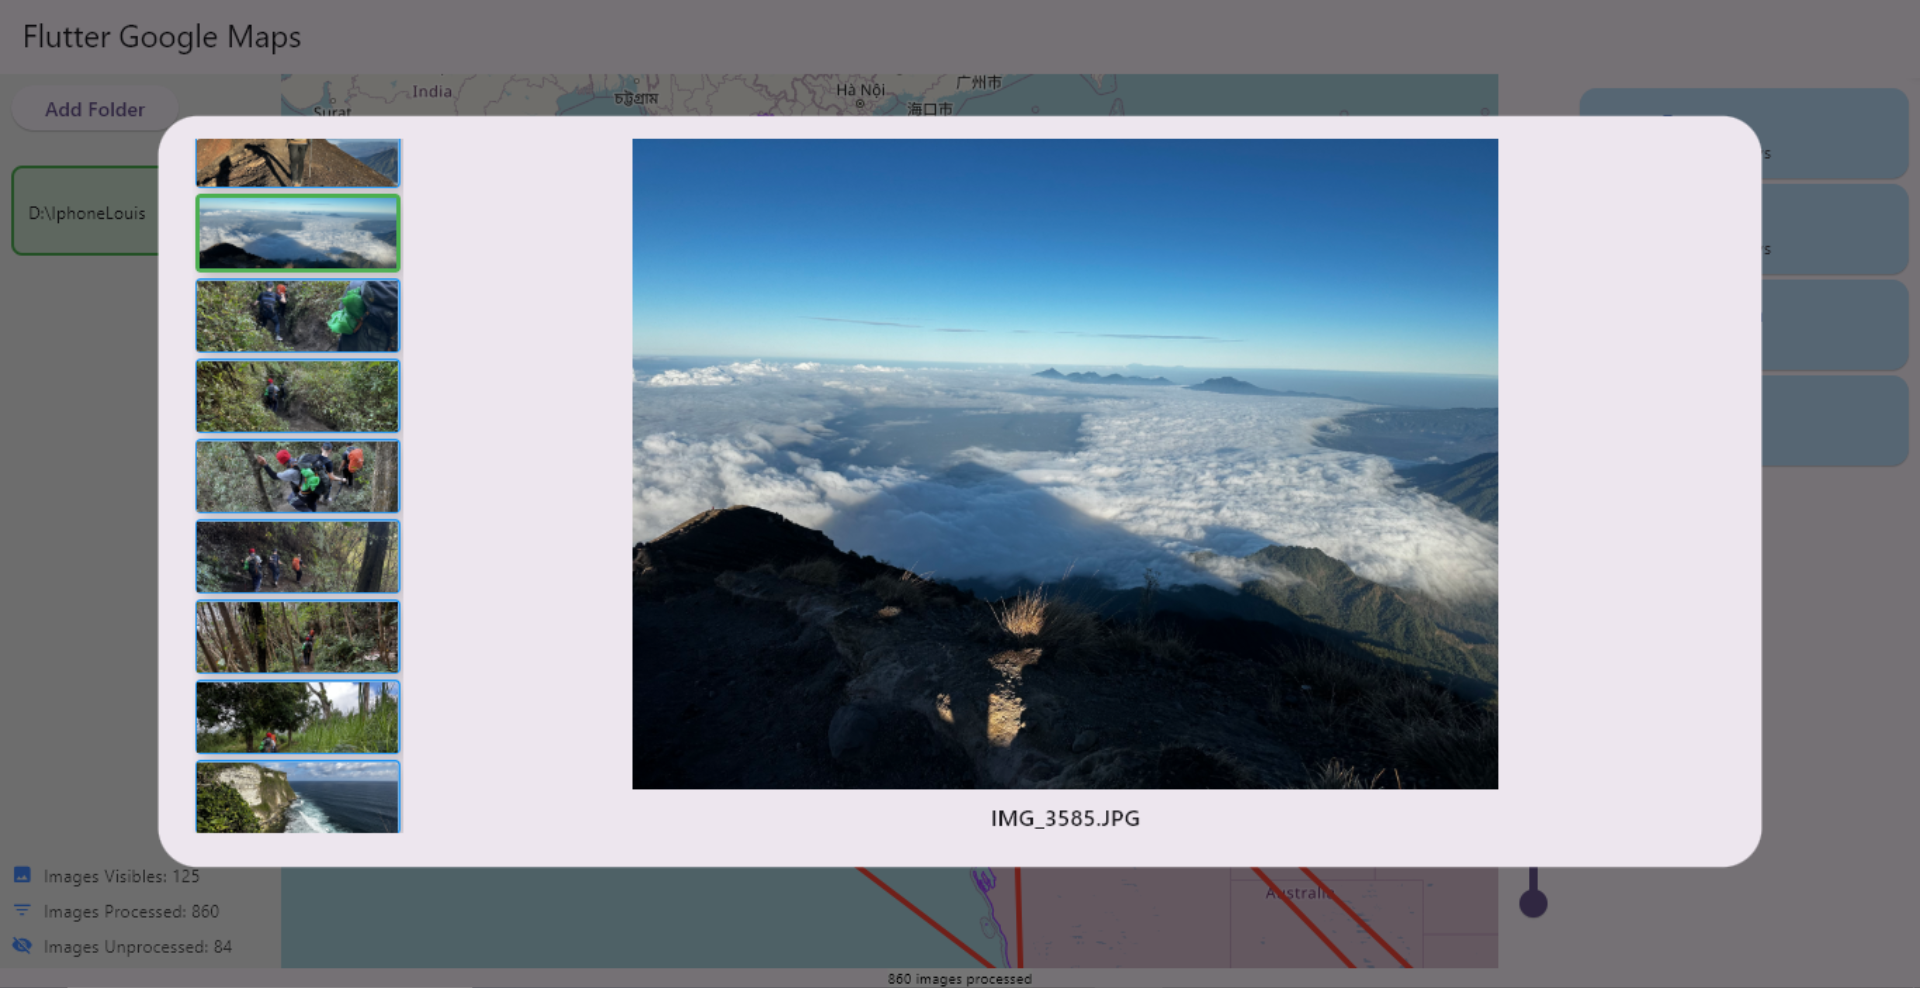 Flutter Google Maps
Add Folder
D:\IphoneLouis
India
Surat
চট্টগ্রাম
Hà Nội
广州市
海口市
s
s
IMG_3585.JPG
Australia
Images Visibles: 125
Images Processed: 860
Images Unprocessed: 84
860 images processed